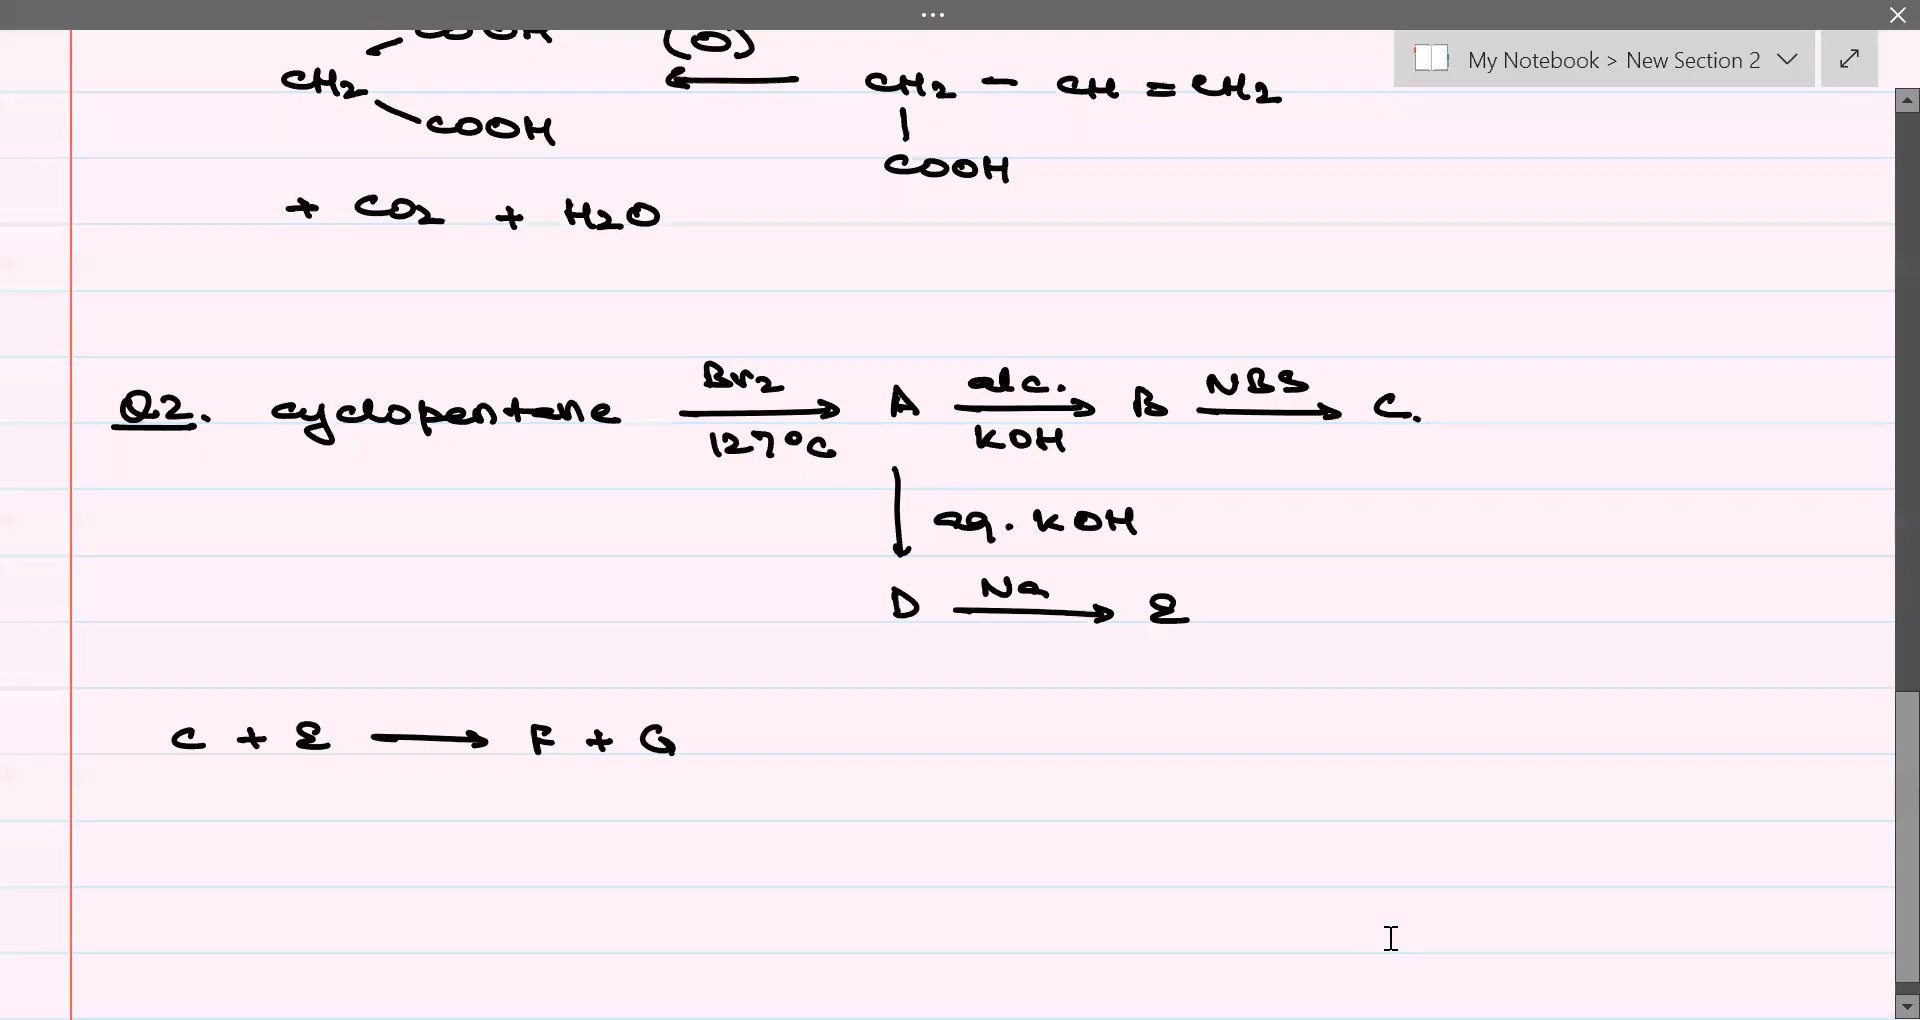 ...
My Notebook > New Section 2
COOH (O)
CH2 ← CH2 - CH = CH2
COOH
COOH
+ CO2 + H2O
Q2. cyclopentane Br2 → 127°C A alc. → KOH B NBS → C.
↓ aq. KOH
D Na → E
C + E → F + G